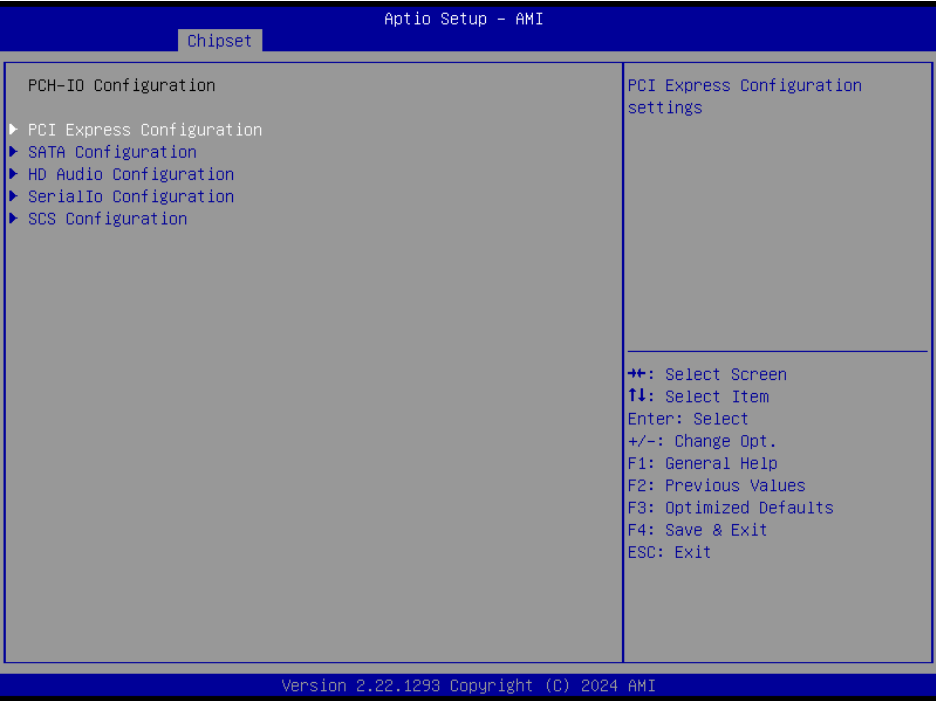 Aptio Setup – AMI
Chipset
PCH-IO Configuration
▶ PCI Express Configuration
▶ SATA Configuration
▶ HD Audio Configuration
▶ SerialIo Configuration
▶ SCS Configuration
PCI Express Configuration
settings
→←: Select Screen
↑↓: Select Item
Enter: Select
+/-: Change Opt.
F1: General Help
F2: Previous Values
F3: Optimized Defaults
F4: Save & Exit
ESC: Exit
Version 2.22.1293 Copyright (C) 2024 AMI